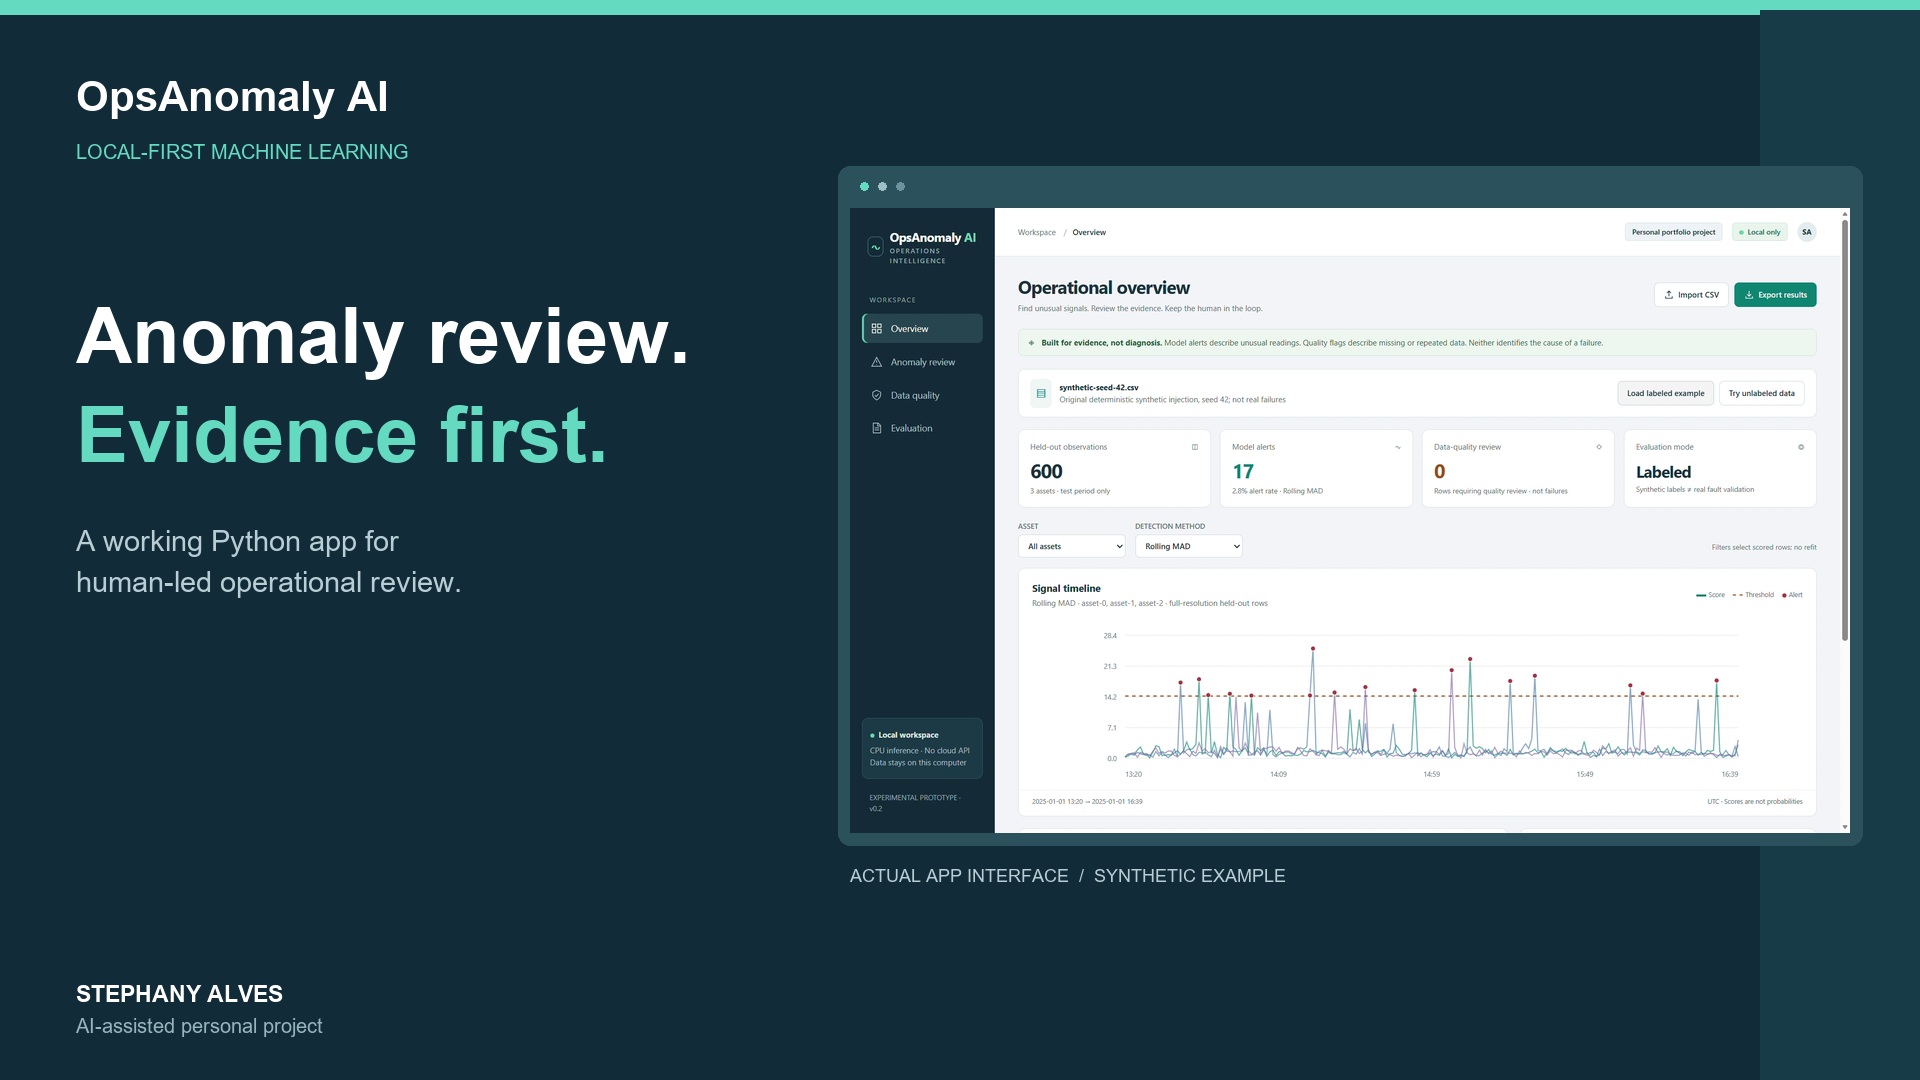 OpsAnomaly AI
LOCAL-FIRST MACHINE LEARNING
Anomaly review.
Evidence first.
A working Python app for
human-led operational review.
OpsAnomaly AI
OPERATIONS
INTELLIGENCE
WORKSPACE
Overview
Anomaly review
Data quality
Evaluation
Local workspace
CPU inference · No cloud API
Data stays on this computer
EXPERIMENTAL PROTOTYPE ·
v0.2
Workspace / Overview
Personal portfolio project
Local only
SA
Operational overview
Find unusual signals. Review the evidence. Keep the human in the loop.
Import CSV
Export results
Built for evidence, not diagnosis. Model alerts describe unusual readings. Quality flags describe missing or repeated data. Neither identifies the cause of a failure.
synthetic-seed-42.csv
Original deterministic synthetic injection, seed 42; not real failures
Load labeled example
Try unlabeled data
Held-out observations
600
3 assets · test period only
Model alerts
17
2.8% alert rate · Rolling MAD
Data-quality review
0
Rows requiring quality review · not failures
Evaluation mode
Labeled
Synthetic labels ≠ real fault validation
ASSET
All assets
DETECTION METHOD
Rolling MAD
Filters select scored rows; no refit
Signal timeline
Rolling MAD · asset-0, asset-1, asset-2 · full-resolution held-out rows
Score
Threshold
Alert
28.4
21.3
14.2
7.1
0.0
13:20
14:09
14:59
15:49
16:39
2025-01-01 13:20 → 2025-01-01 16:39
UTC · Scores are not probabilities
ACTUAL APP INTERFACE / SYNTHETIC EXAMPLE
STEPHANY ALVES
AI-assisted personal project